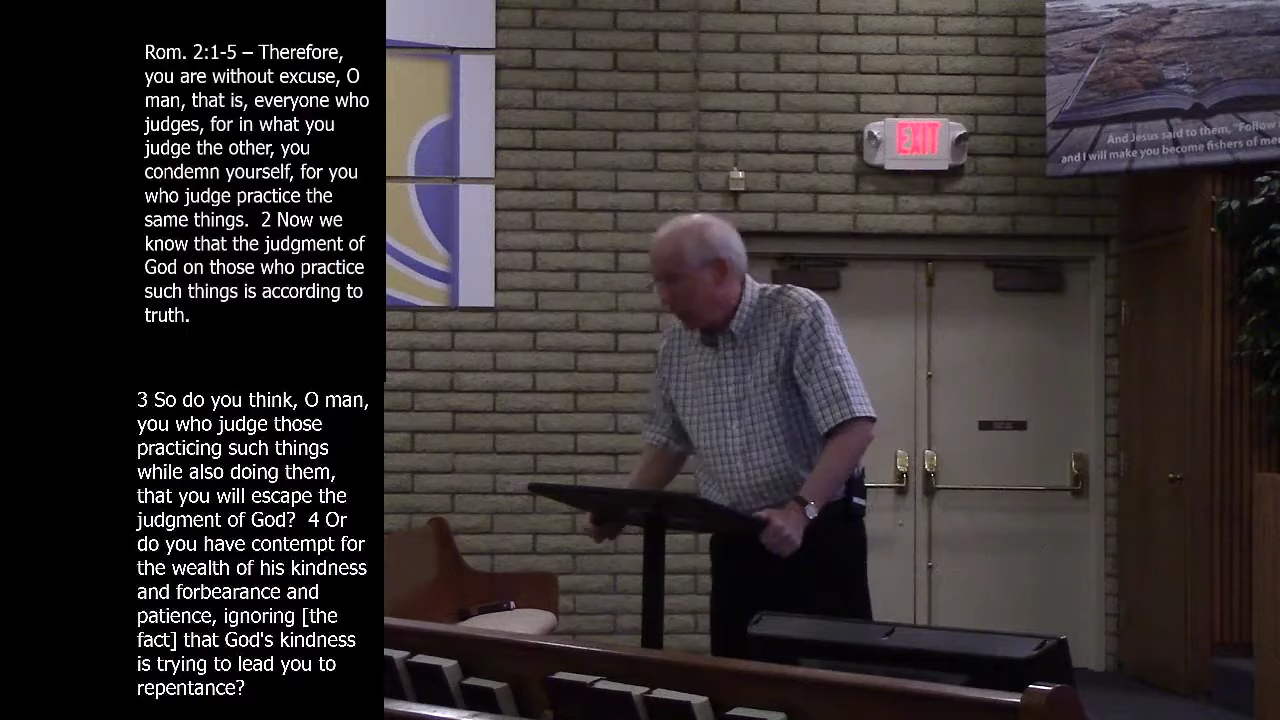 Rom. 2:1-5 – Therefore,
you are without excuse, O
man, that is, everyone who
judges, for in what you
judge the other, you
condemn yourself, for you
who judge practice the
same things.  2 Now we
know that the judgment of
God on those who practice
such things is according to
truth.
3 So do you think, O man,
you who judge those
practicing such things
while also doing them,
that you will escape the
judgment of God?  4 Or
do you have contempt for
the wealth of his kindness
and forbearance and
patience, ignoring [the
fact] that God's kindness
is trying to lead you to
repentance?
EXIT
And Jesus said to them, "Follow
and I will make you become fishers of